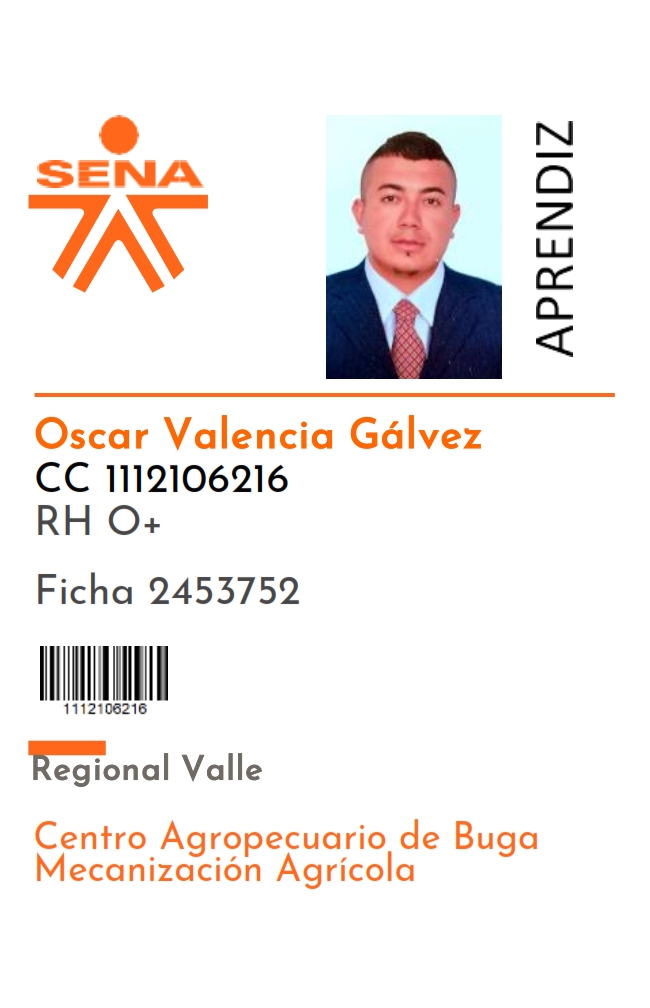 SENA
APRENDIZ
Oscar Valencia Gálvez
CC 1112106216
RH O+
Ficha 2453752
1112106216
Regional Valle
Centro Agropecuario de Buga
Mecanización Agrícola